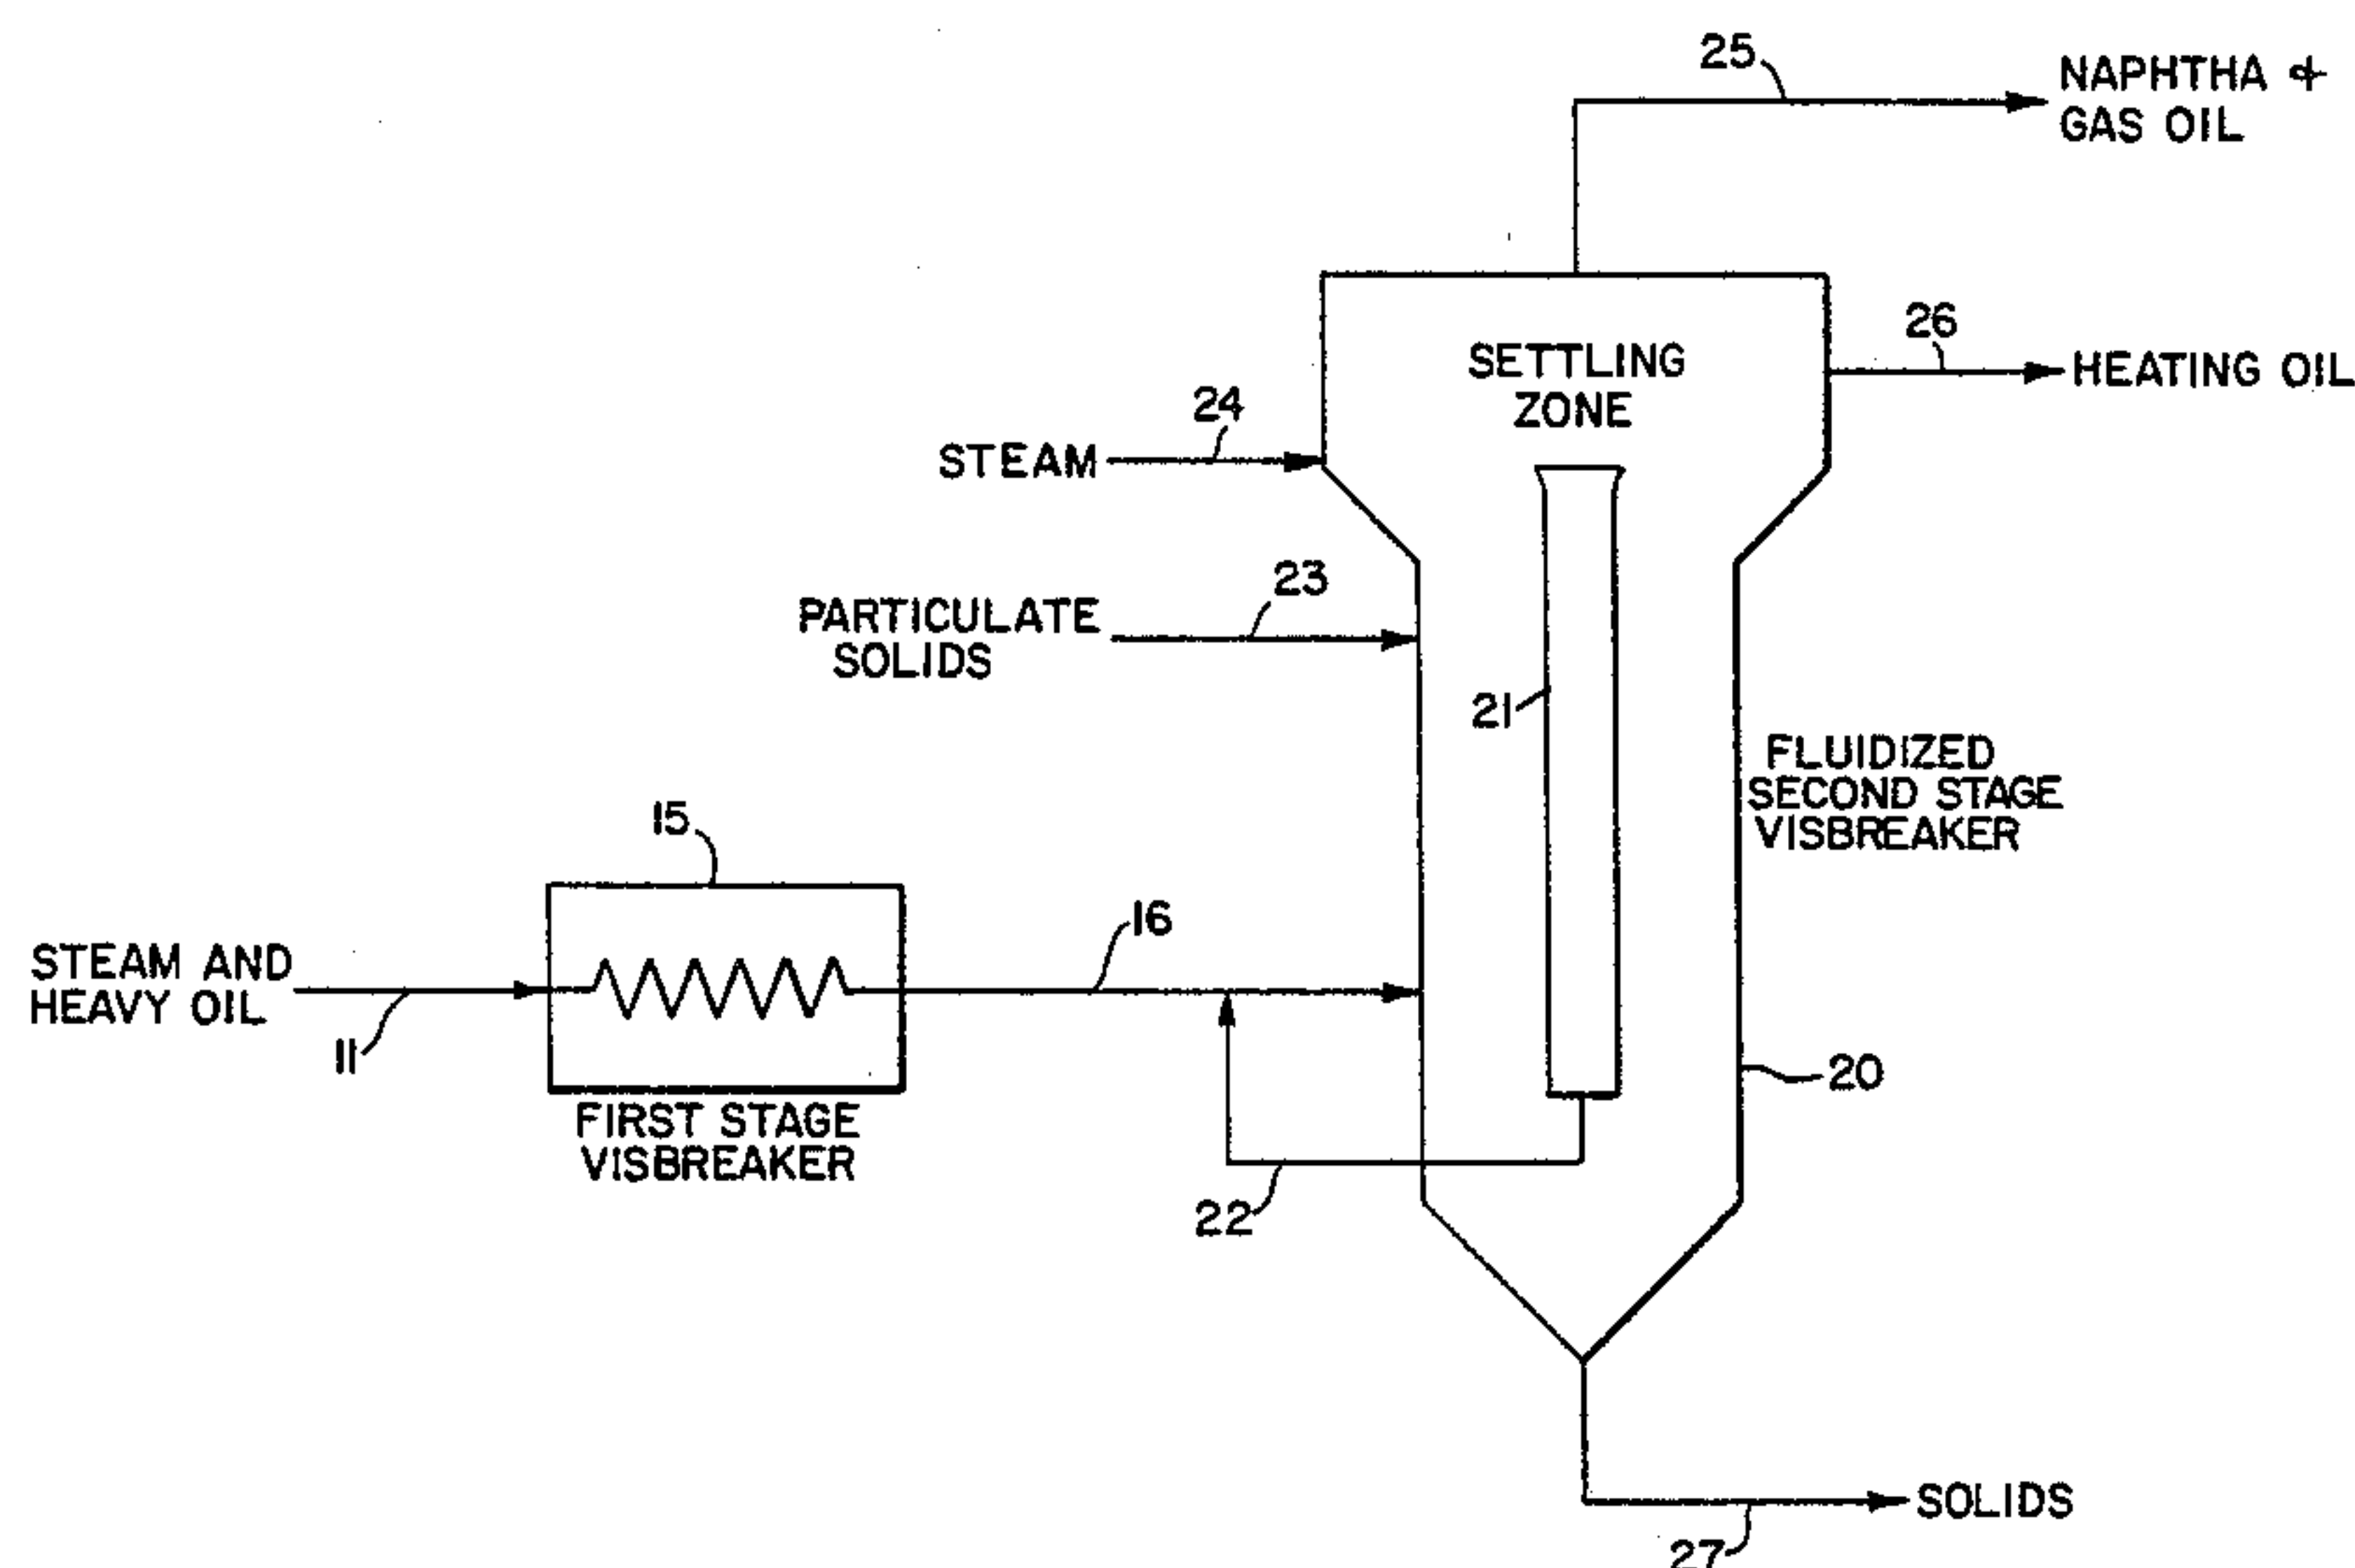 25
NAPHTHA &
GAS OIL
26
HEATING OIL
SETTLING
ZONE
24
STEAM
23
PARTICULATE
SOLIDS
21
FLUIDIZED
SECOND STAGE
VISBREAKER
15
16
STEAM AND
HEAVY OIL
11
20
FIRST STAGE
VISBREAKER
22
SOLIDS
27